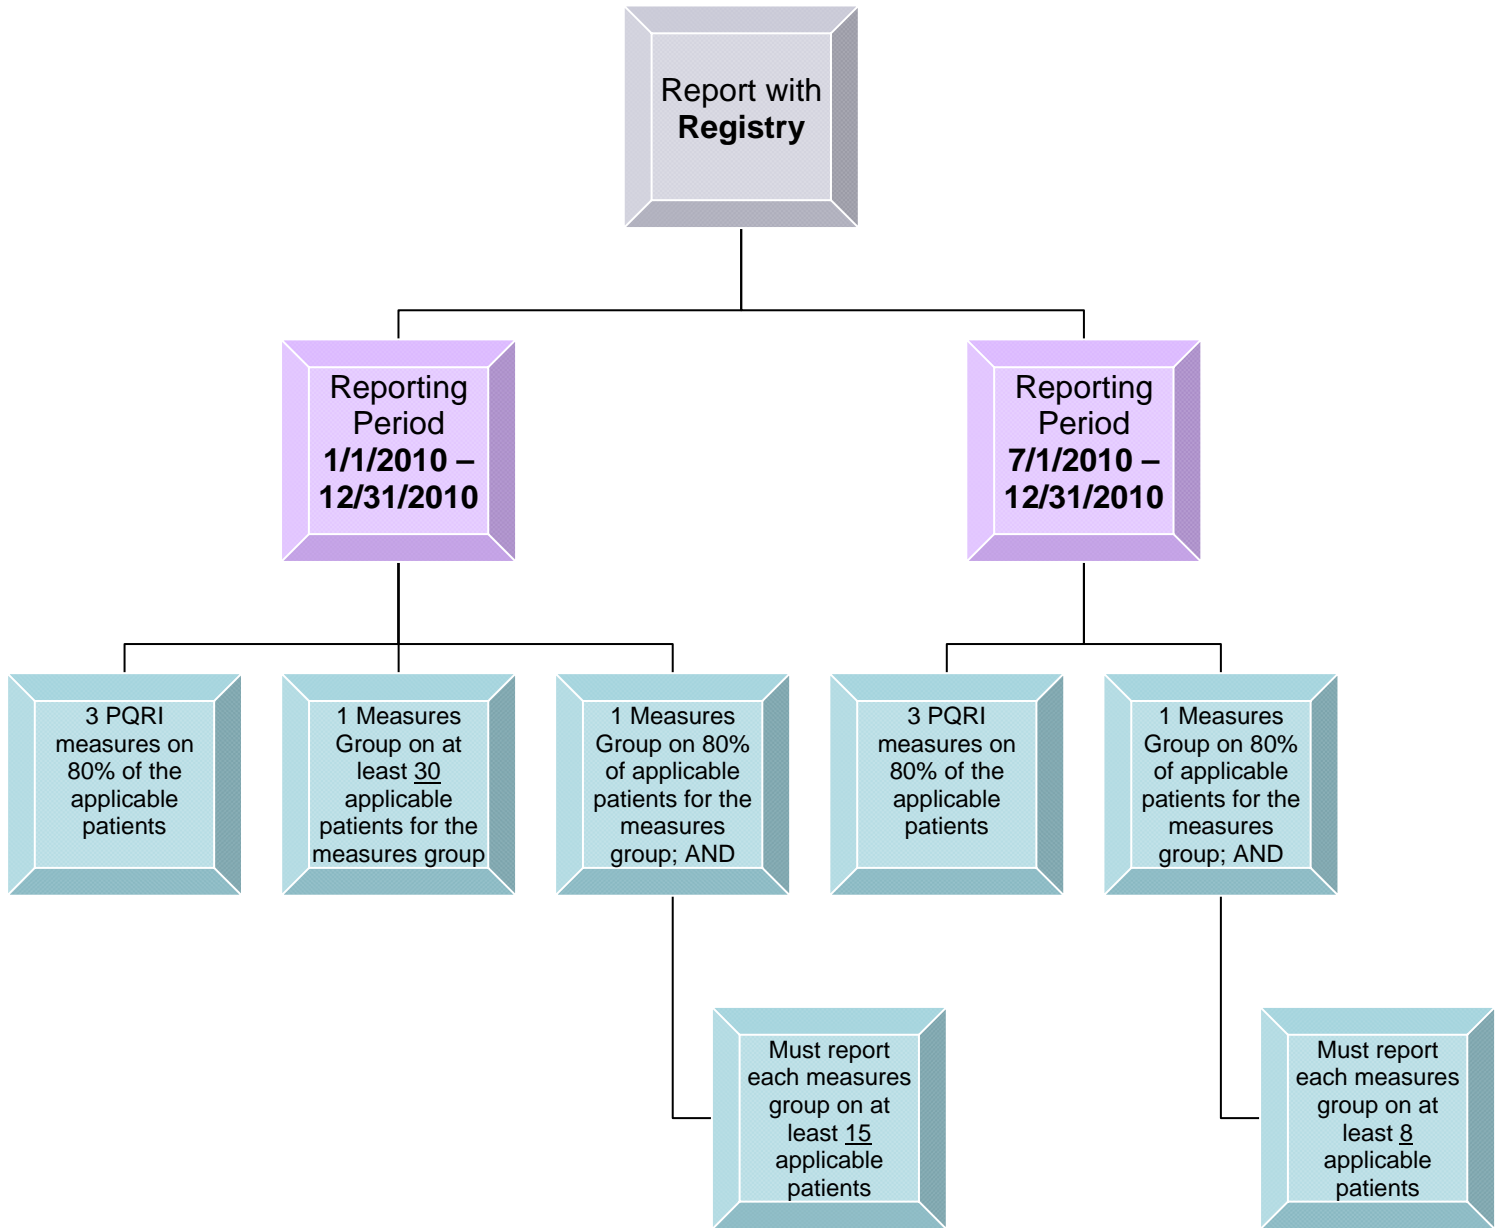 Report with
Registry
Reporting
Period
1/1/2010 –
12/31/2010
Reporting
Period
7/1/2010 –
12/31/2010
3 PQRI
measures on
80% of the
applicable
patients
1 Measures
Group on at
least 30
applicable
patients for the
measures group
1 Measures
Group on 80%
of applicable
patients for the
measures
group; AND
3 PQRI
measures on
80% of the
applicable
patients
1 Measures
Group on 80%
of applicable
patients for the
measures
group; AND
Must report
each measures
group on at
least 15
applicable
patients
Must report
each measures
group on at
least 8
applicable
patients